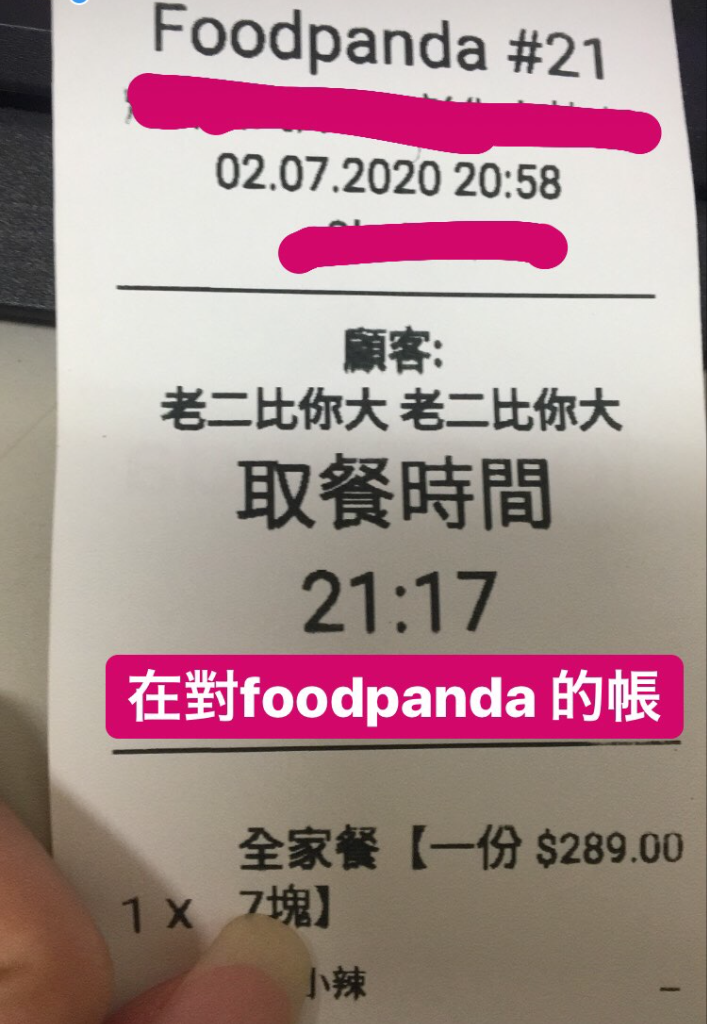 Foodpanda #21
02.07.2020 20:58
顧客:
老二比你大 老二比你大
取餐時間
21:17
在對foodpanda 的帳
全家餐【一份 $289.00
1 x 7塊】
小辣 –